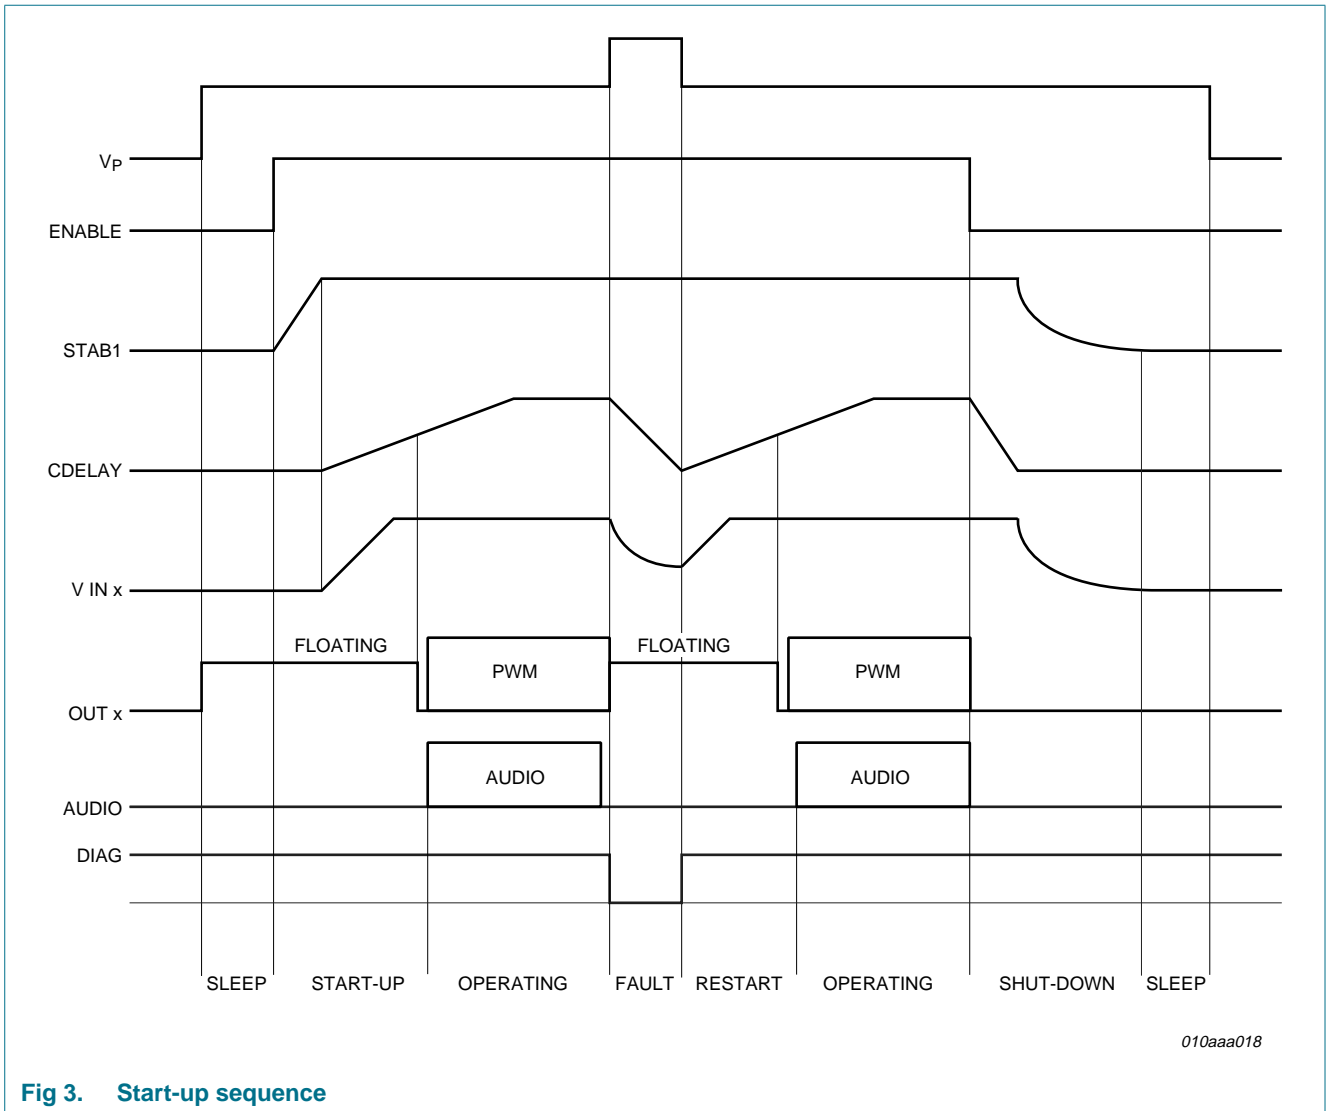 VP
ENABLE
STAB1
CDELAY
V IN x
FLOATING FLOATING
PWM PWM
OUT x
AUDIO AUDIO
AUDIO
DIAG
SLEEP START-UP OPERATING FAULT RESTART OPERATING SHUT-DOWN SLEEP
010aaa018
Fig 3. Start-up sequence